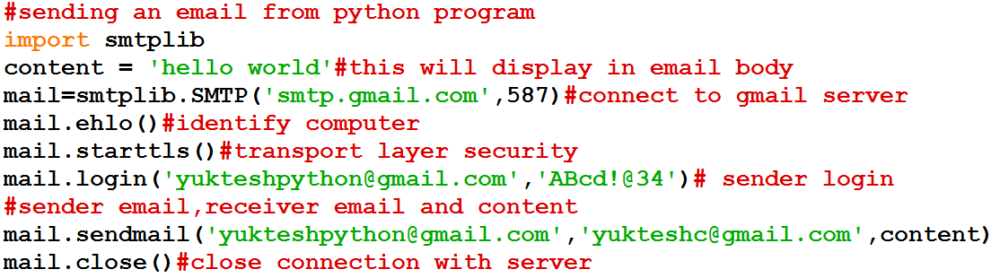 #sending an email from python program
import smtplib
content = 'hello world'#this will display in email body
mail=smtplib.SMTP('smtp.gmail.com',587)#connect to gmail server
mail.ehlo()#identify computer
mail.starttls()#transport layer security
mail.login('yukteshpython@gmail.com','ABcd!@34')# sender login
#sender email,receiver email and content
mail.sendmail('yukteshpython@gmail.com','yukteshc@gmail.com',content)
mail.close()#close connection with server